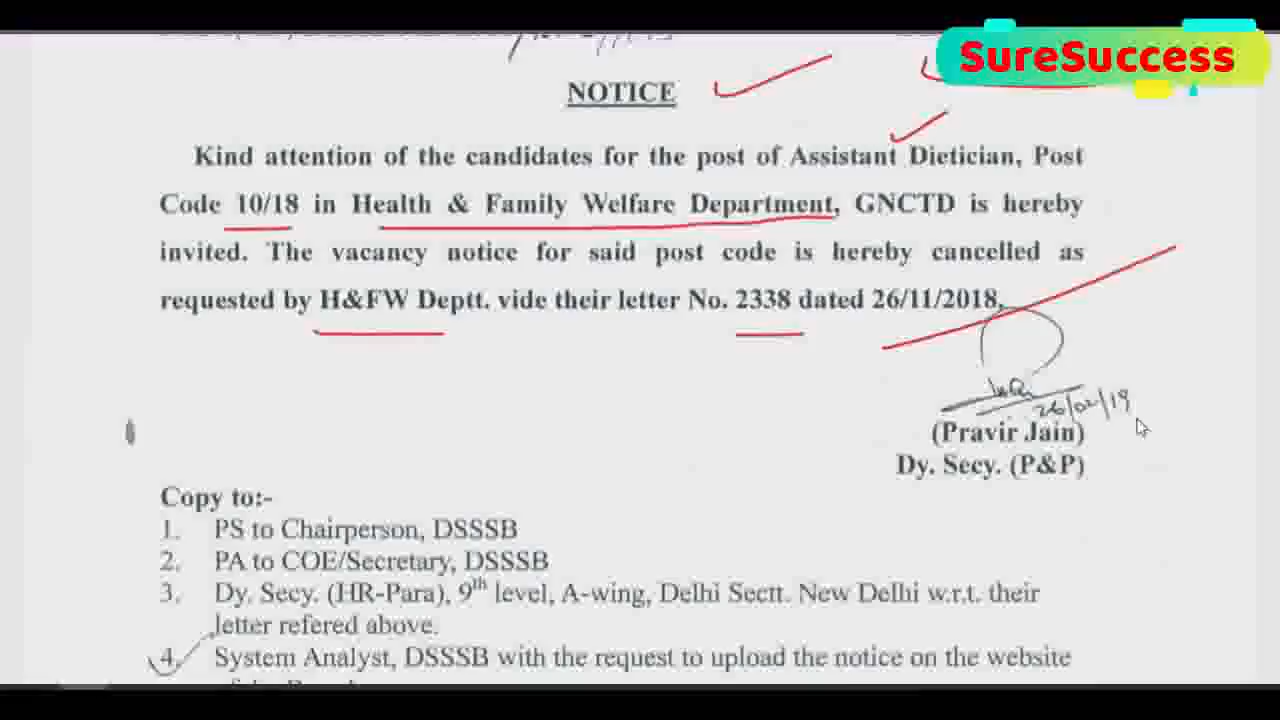 SureSuccess
NOTICE
Kind attention of the candidates for the post of Assistant Dietician, Post
Code 10/18 in Health & Family Welfare Department, GNCTD is hereby
invited. The vacancy notice for said post code is hereby cancelled as
requested by H&FW Deptt. vide their letter No. 2338 dated 26/11/2018.
26/02/19
(Pravir Jain)
Dy. Secy. (P&P)
Copy to:-
1. PS to Chairperson, DSSSB
2. PA to COE/Secretary, DSSSB
3. Dy. Secy. (HR-Para), 9th level, A-wing, Delhi Sectt. New Delhi w.r.t. their
letter refered above.
4. System Analyst, DSSSB with the request to upload the notice on the website